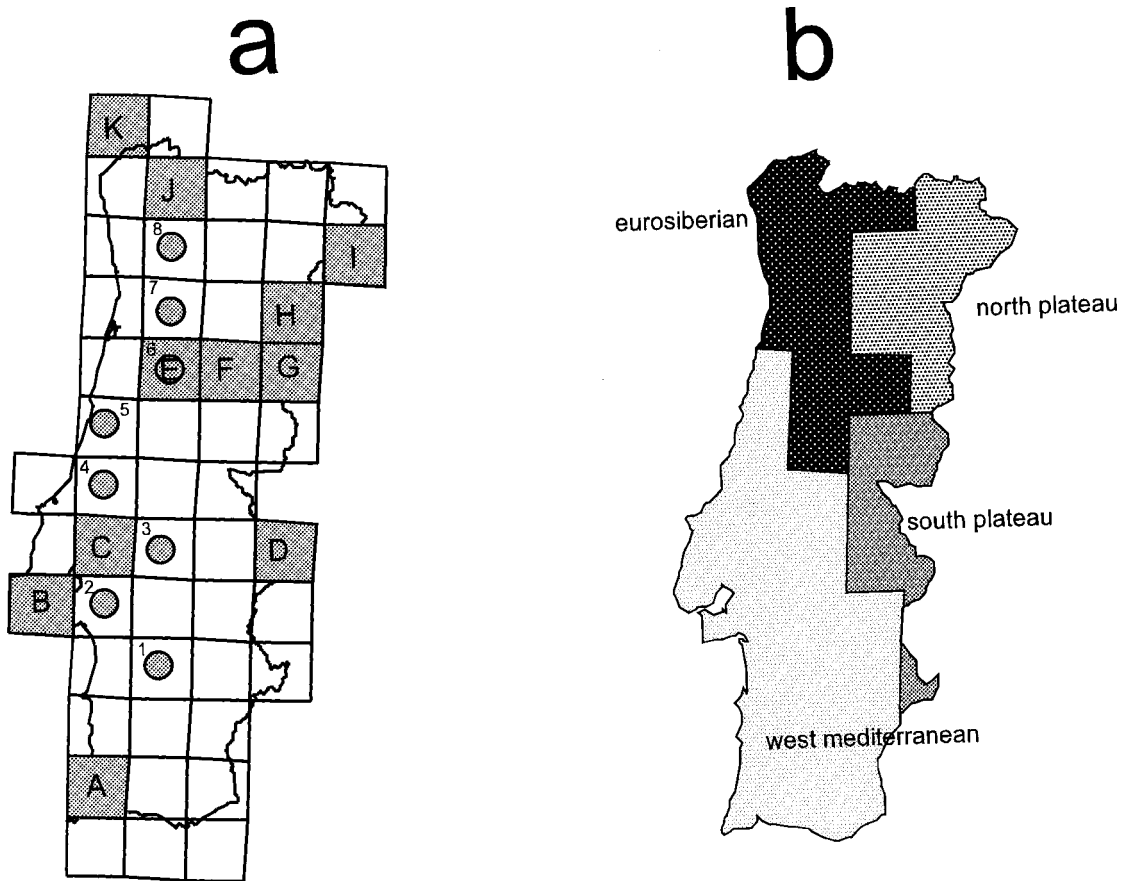 a
b
K
J
8
eurosiberian
I
7
H
north plateau
6
E
F
G
5
4
C
3
D
south plateau
B
2
1
west mediterranean
A